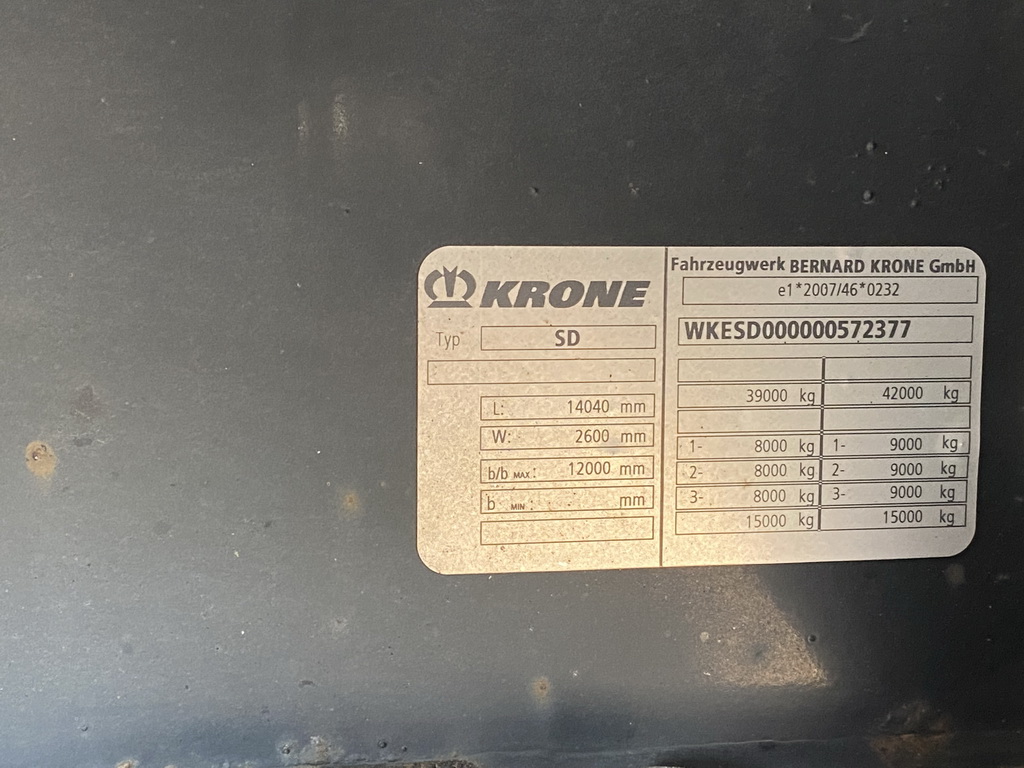 KRONE
Typ SD
L: 14040 mm
W: 2600 mm
b/b MAX: 12000 mm
b MIN: - mm
Fahrzeugwerk BERNARD KRONE GmbH
e1*2007/46*0232
WKESD000000572377
39000 kg 42000 kg
1- 8000 kg 1- 9000 kg
2- 8000 kg 2- 9000 kg
3- 8000 kg 3- 9000 kg
15000 kg 15000 kg